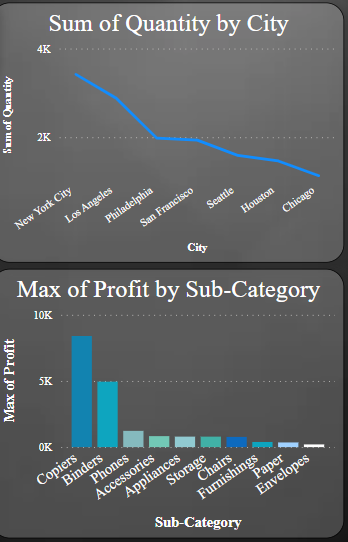 Sum of Quantity by City
4K
2K
Sum of Quantity
New York City
Los Angeles
Philadelphia
San Francisco
Seattle
Houston
Chicago
City
Max of Profit by Sub-Category
10K
5K
0K
Max of Profit
Copiers
Binders
Phones
Accessories
Appliances
Storage
Chairs
Furnishings
Paper
Envelopes
Sub-Category